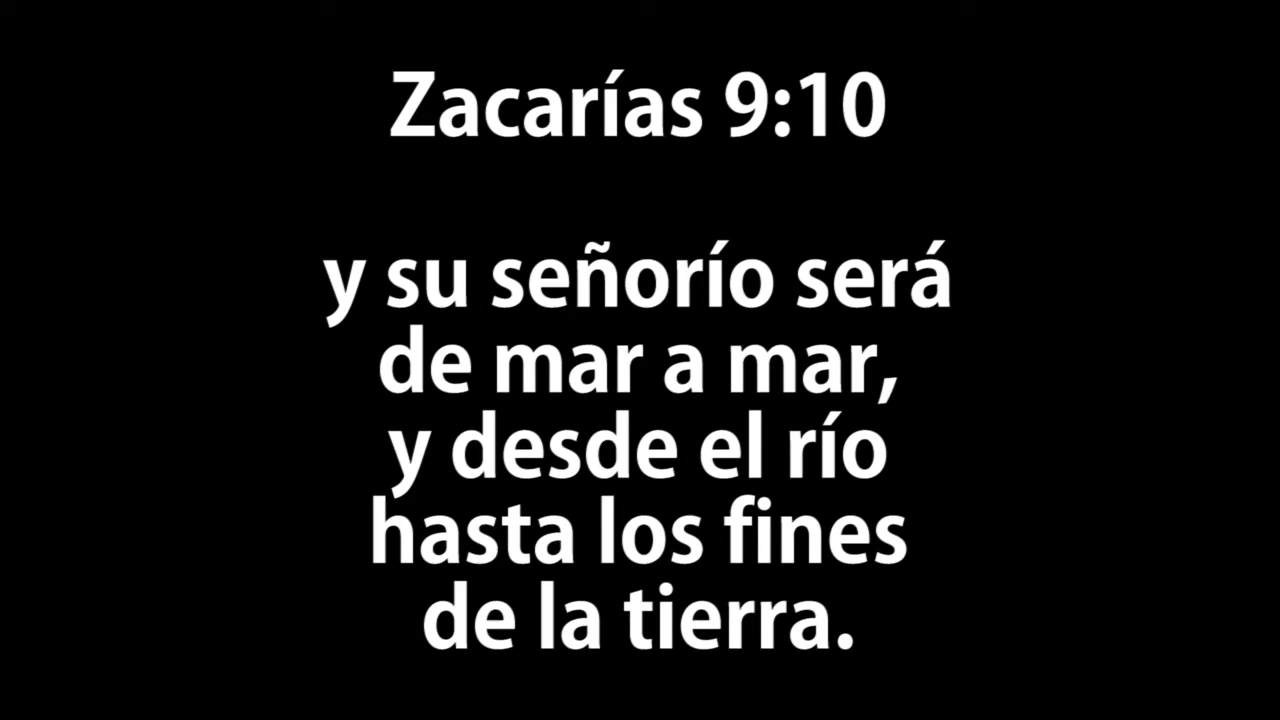 Zacarías 9:10
y su señorío será
de mar a mar,
y desde el río
hasta los fines
de la tierra.